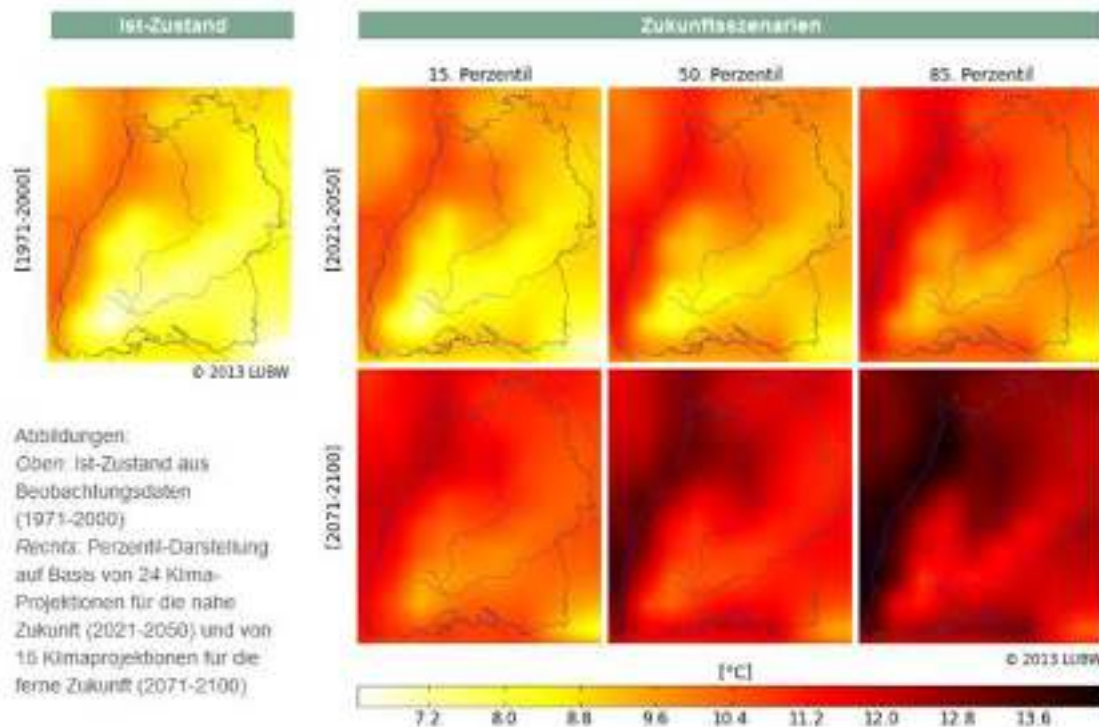 Ist-Zustand
Zukunftsszenarien
15. Perzentil
50. Perzentil
85. Perzentil
[1971-2000]
[2021-2050]
© 2013 LUBW
[2071-2100]
Abbildungen:
Oben: Ist-Zustand aus
Beobachtungsdaten
(1971-2000)
Rechts: Perzentil-Darstellung
auf Basis von 24 Klima-
Projektionen für die nahe
Zukunft (2021-2050) und von
15 Klimaprojektionen für die
ferne Zukunft (2071-2100)
© 2013 LUBW
[°C]
7.2 8.0 8.8 9.6 10.4 11.2 12.0 12.8 13.6